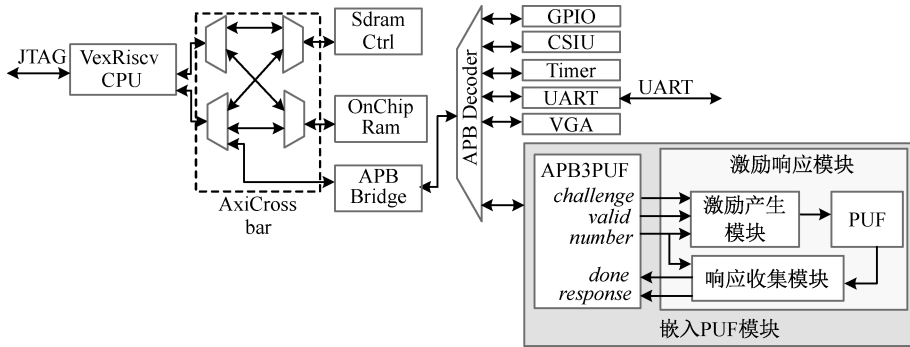 JTAG
VexRiscv
CPU
AxiCross
bar
Sdram
Ctrl
OnChip
Ram
APB
Bridge
APB Decoder
GPIO
CSIU
Timer
UART
UART
VGA
APB3PUF
challenge
valid
number
done
response
激励响应模块
激励产生
模块
PUF
响应收集模块
嵌入PUF模块